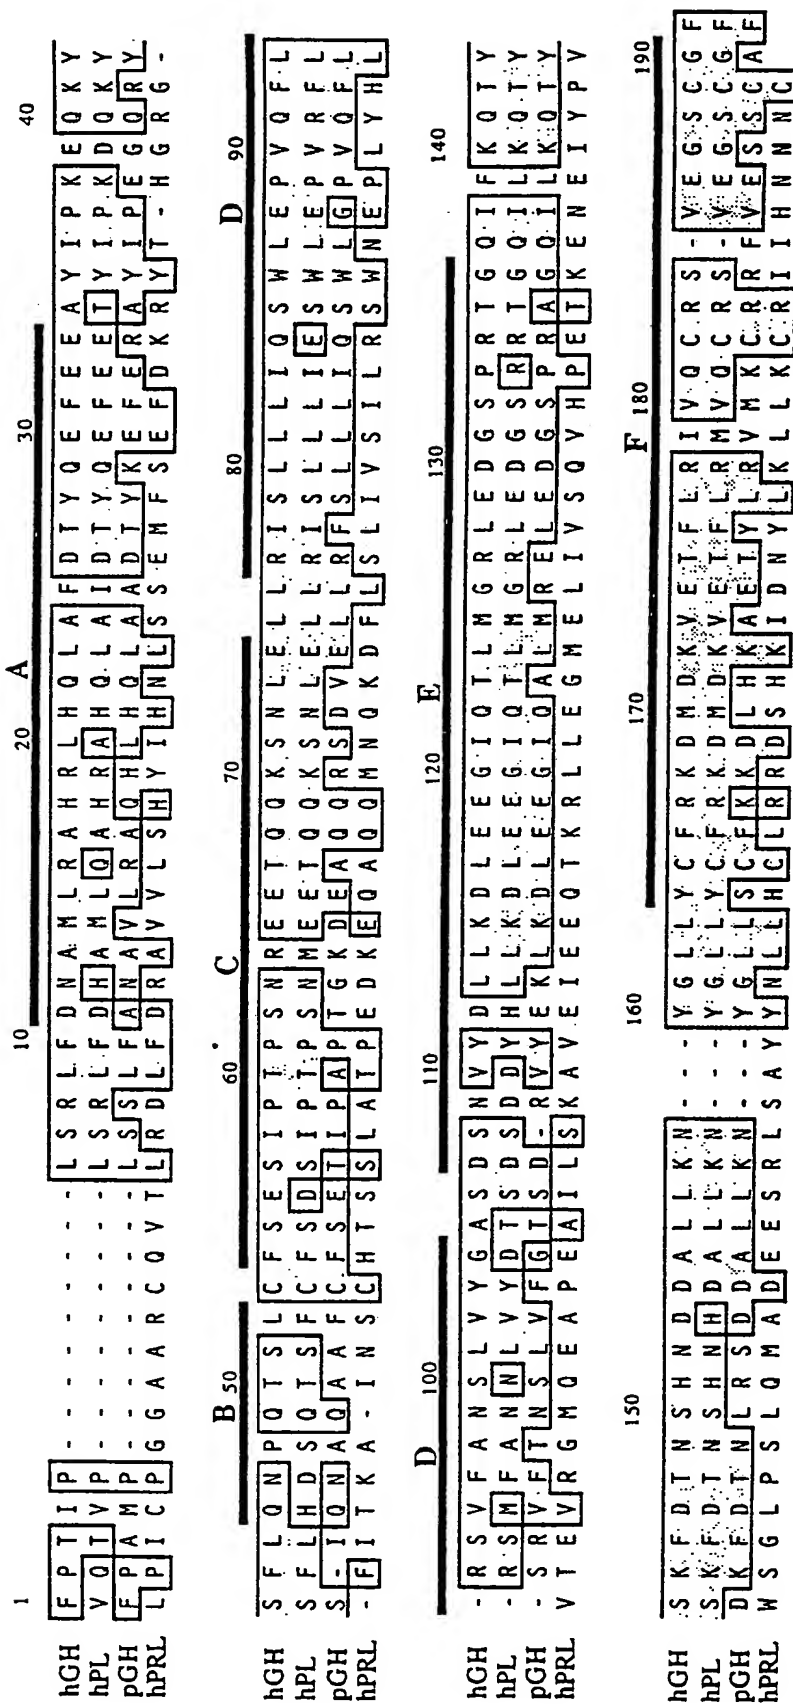 A
1 10 20 30 40
hGH F P T I P - - - - - - - - - L S R L F D N A M L R A H R L H Q L A F D T Y Q E F E E A Y I P K E Q K Y
hPL V Q T V P - - - - - - - - - L S R L F D H A M L Q A H R A H Q L A I D T Y Q E F E E T Y I P K D Q K Y
pGH F P A M P - - - - - - - - - L S S L F A N A V L R A Q H L H Q L A A D T Y K E F E R A Y I P E G Q R Y
hPRL L P I C P G G A A R C Q V T L R D L F D R A V V L S H Y I H N L S S E M F S E F D K R Y T - H G R G -
B C D
50 60 70 80 90
hGH S F L Q N P Q T S L C F S E S I P T P S N R E E T Q Q K S N L E L L R I S L L L I Q S W L E P V Q F L
hPL S F L H D S Q T S F C F S D S I P T P S N M E E T Q Q K S N L E L L R I S L L L I E S W L E P V R F L
pGH S - I Q N A Q A A F C F S E T I P A P T G K D E A Q Q R S D V E L L R F S L L L I Q S W L G P V Q F L
hPRL - F I T K A - I N S C H T S S L A T P E D K E Q A Q Q M N Q K D F L S L I V S I L R S W N E P L Y H L
D E
100 110 120 130 140
hGH - R S V F A N S L V Y G A S D S N V Y D L L K D L E E G I Q T L M G R L E D G S P R T G Q I F K Q T Y
hPL - R S M F A N N L V Y D T S D S D D Y H L L K D L E E G I Q T L M G R L E D G S R R T G Q I L K Q T Y
pGH - S R V F T N S L V F G T S D - R V Y E K L K D L E E G I Q A L M R E L E D G S P R A G Q I L K Q T Y
hPRL V T E V R G M Q E A P E A I L S K A V E I E E Q T K R L L E G M E L I V S Q V H P E T K E N E I Y P V
F
150 160 170 180 190
hGH S K F D T N S H N D D A L L K N - - - Y G L L Y C F R K D M D K V E T F L R I V Q C R S - V E G S C G F
hPL S K F D T N S H N H D A L L K N - - - Y G L L Y C F R K D M D K V E T F L R M V Q C R S - V E G S C G F
pGH D K F D T N L R S D D A L L K N - - - Y G L L S C F K K D L H K A E T Y L R V M K C R R F V E S S C A F
hPRL W S G L P S L Q M A D E E S R L S A Y Y N L L H C L R R D S H K I D N Y L K L L K C R I I H N N N C